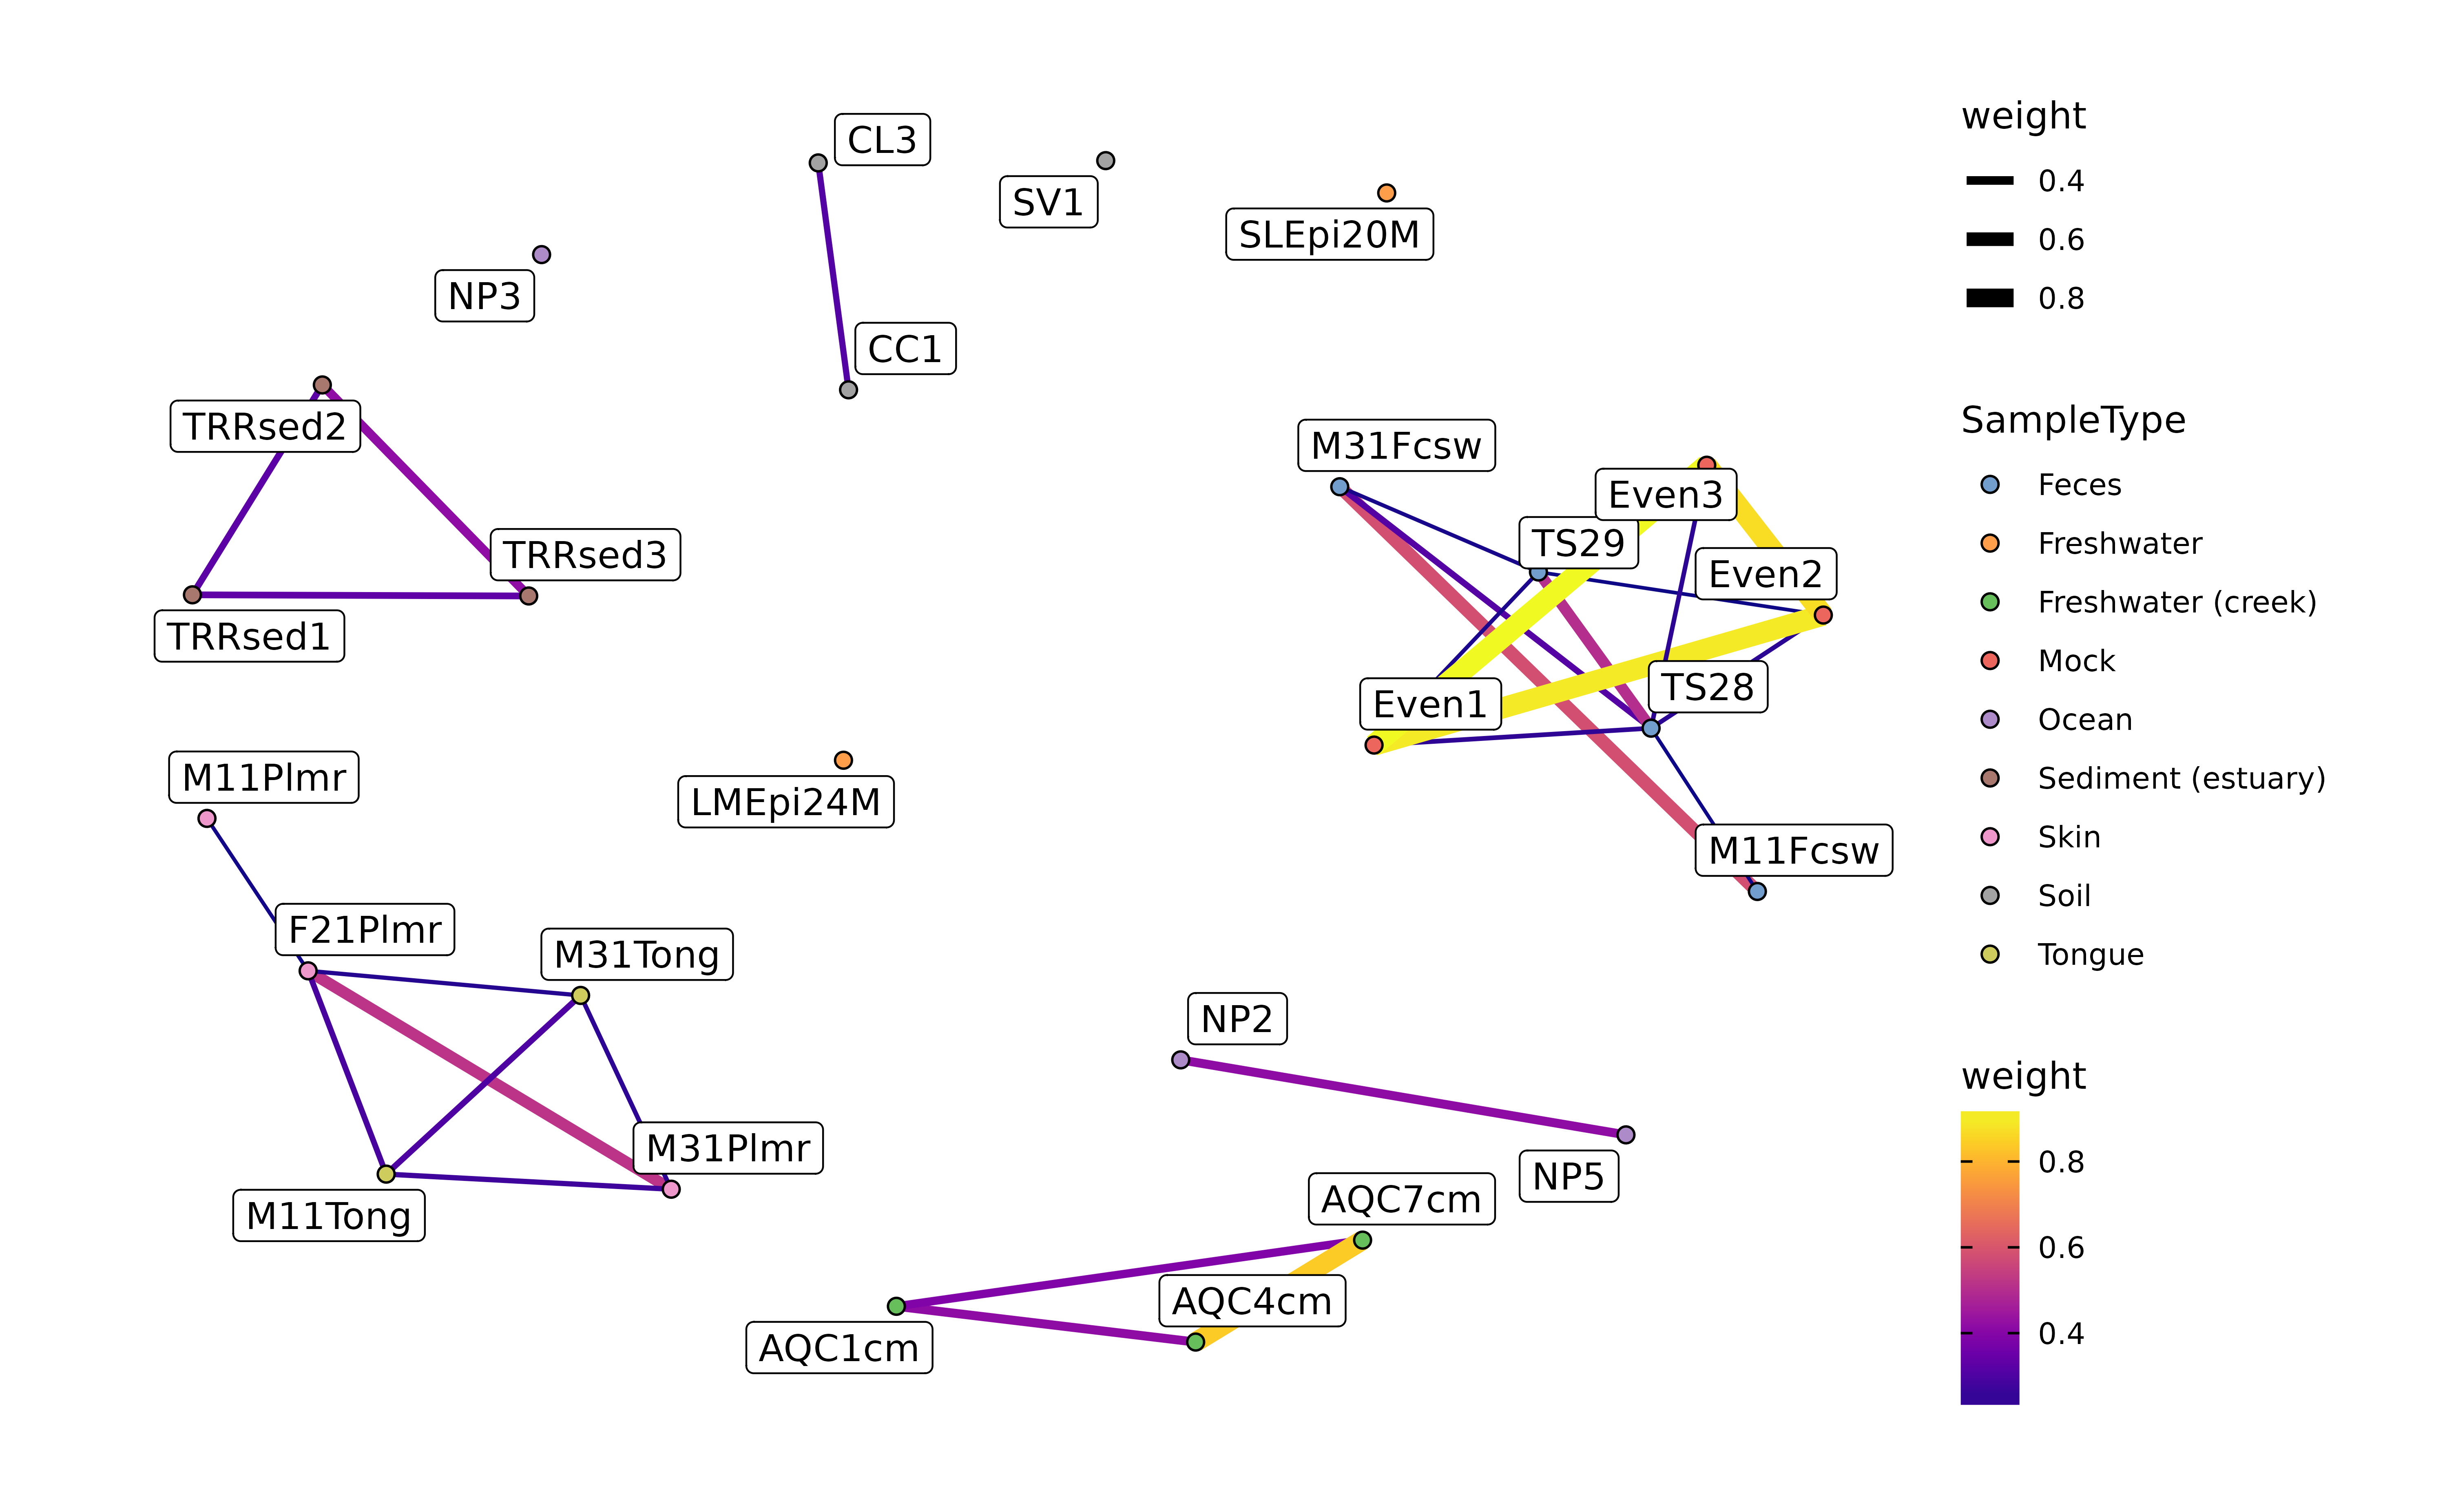 CL3
SV1
SLEpi20M
NP3
CC1
TRRsed2
TRRsed3
TRRsed1
M31Fcsw
Even3
TS29
Even2
TS28
Even1
M11Fcsw
M11Plmr
LMEpi24M
F21Plmr
M31Tong
M31Plmr
M11Tong
NP2
NP5
AQC7cm
AQC4cm
AQC1cm
weight
0.4
0.6
0.8
SampleType
Feces
Freshwater
Freshwater (creek)
Mock
Ocean
Sediment (estuary)
Skin
Soil
Tongue
weight
0.8
0.6
0.4